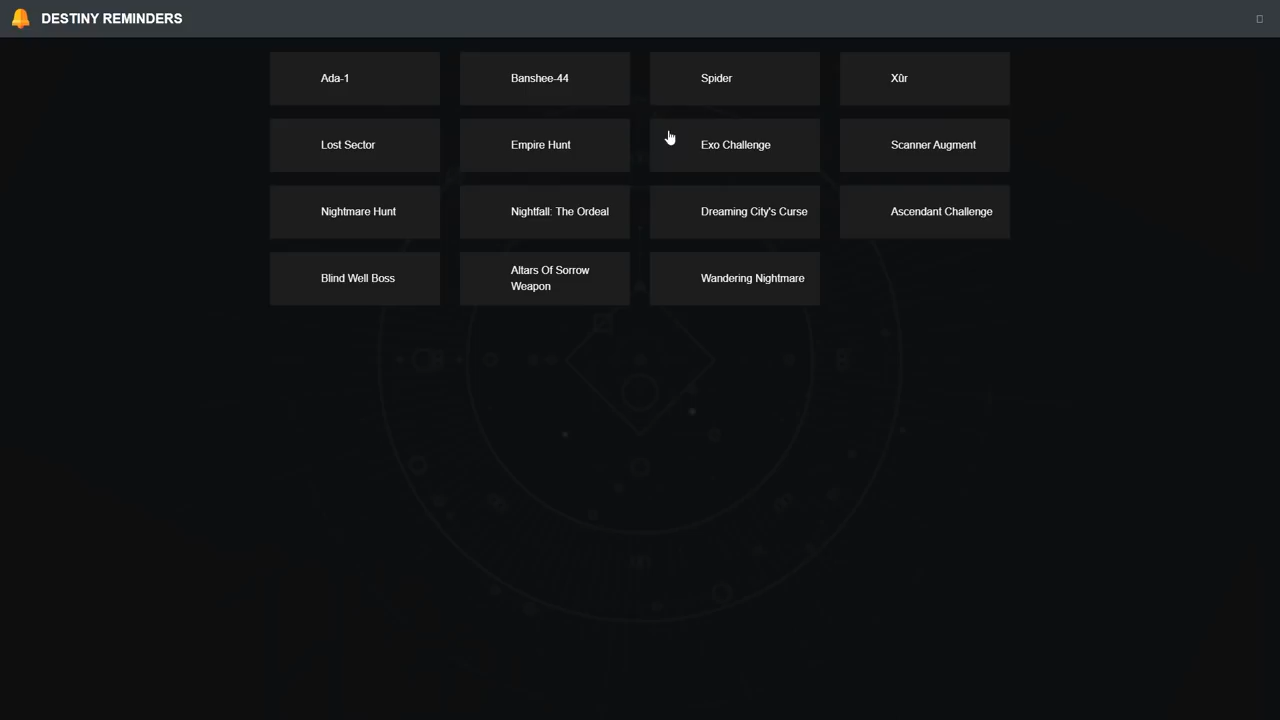 DESTINY REMINDERS
Ada-1
Banshee-44
Spider
Xûr
Lost Sector
Empire Hunt
Exo Challenge
Scanner Augment
Nightmare Hunt
Nightfall: The Ordeal
Dreaming City's Curse
Ascendant Challenge
Blind Well Boss
Altars Of Sorrow
Weapon
Wandering Nightmare